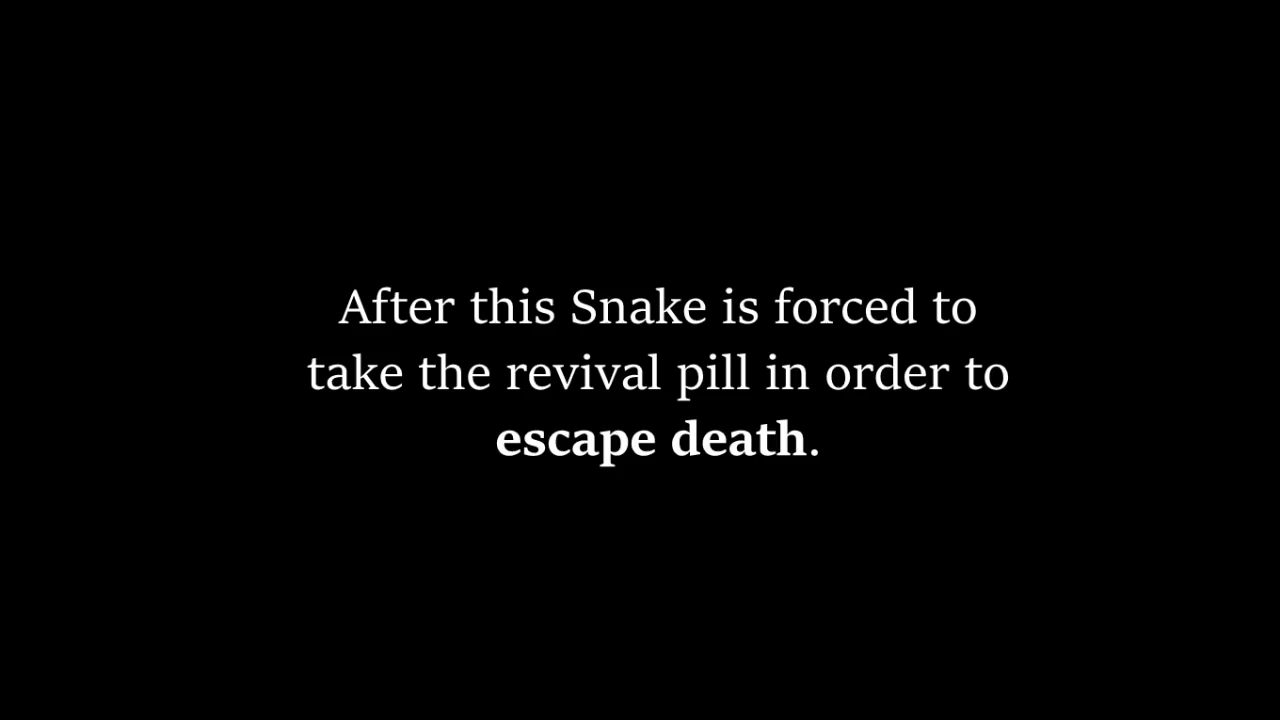 After this Snake is forced to
take the revival pill in order to
escape death.